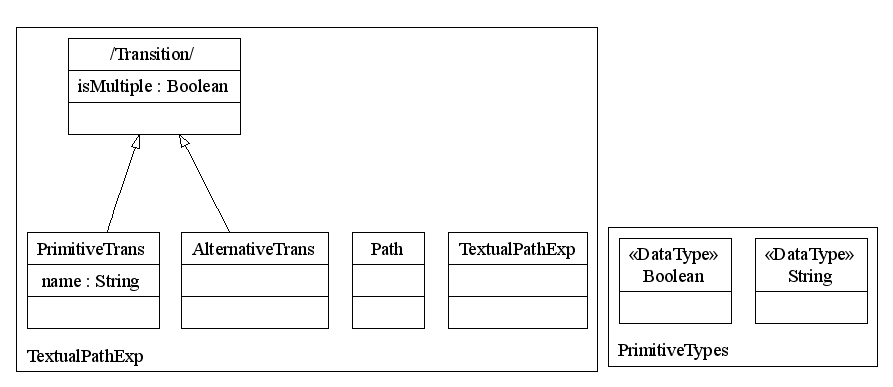 /Transition/
isMultiple : Boolean
PrimitiveTrans
name : String
AlternativeTrans
Path
TextualPathExp
TextualPathExp
«DataType»
Boolean
«DataType»
String
PrimitiveTypes